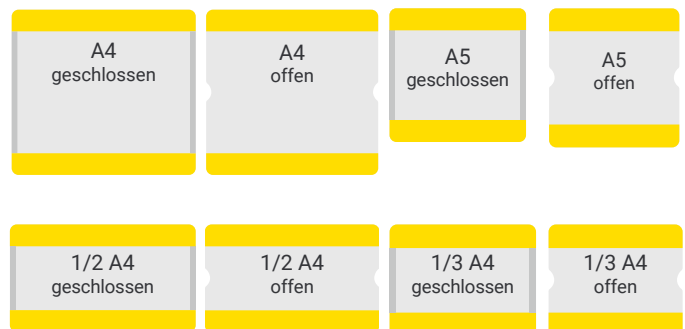 A4
geschlossen
A4
offen
A5
geschlossen
A5
offen
1/2 A4
geschlossen
1/2 A4
offen
1/3 A4
geschlossen
1/3 A4
offen